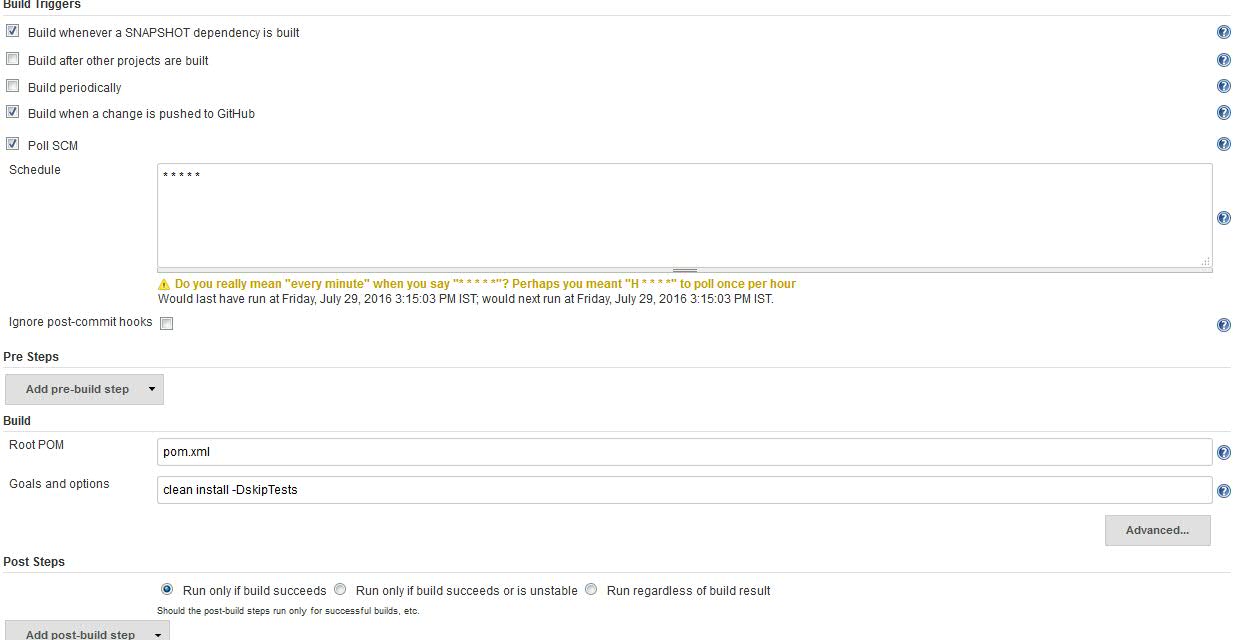 Build Triggers
Build whenever a SNAPSHOT dependency is built
Build after other projects are built
Build periodically
Build when a change is pushed to GitHub
Poll SCM
Schedule
* * * * *
Do you really mean "every minute" when you say "* * * * *"? Perhaps you meant "H * * * *" to poll once per hour
Would last have run at Friday, July 29, 2016 3:15:03 PM IST; would next run at Friday, July 29, 2016 3:15:03 PM IST.
Ignore post-commit hooks
Pre Steps
Add pre-build step
Build
Root POM
pom.xml
Goals and options
clean install -DskipTests
Advanced...
Post Steps
Run only if build succeeds Run only if build succeeds or is unstable Run regardless of build result
Should the post-build steps run only for successful builds, etc.
Add post-build step